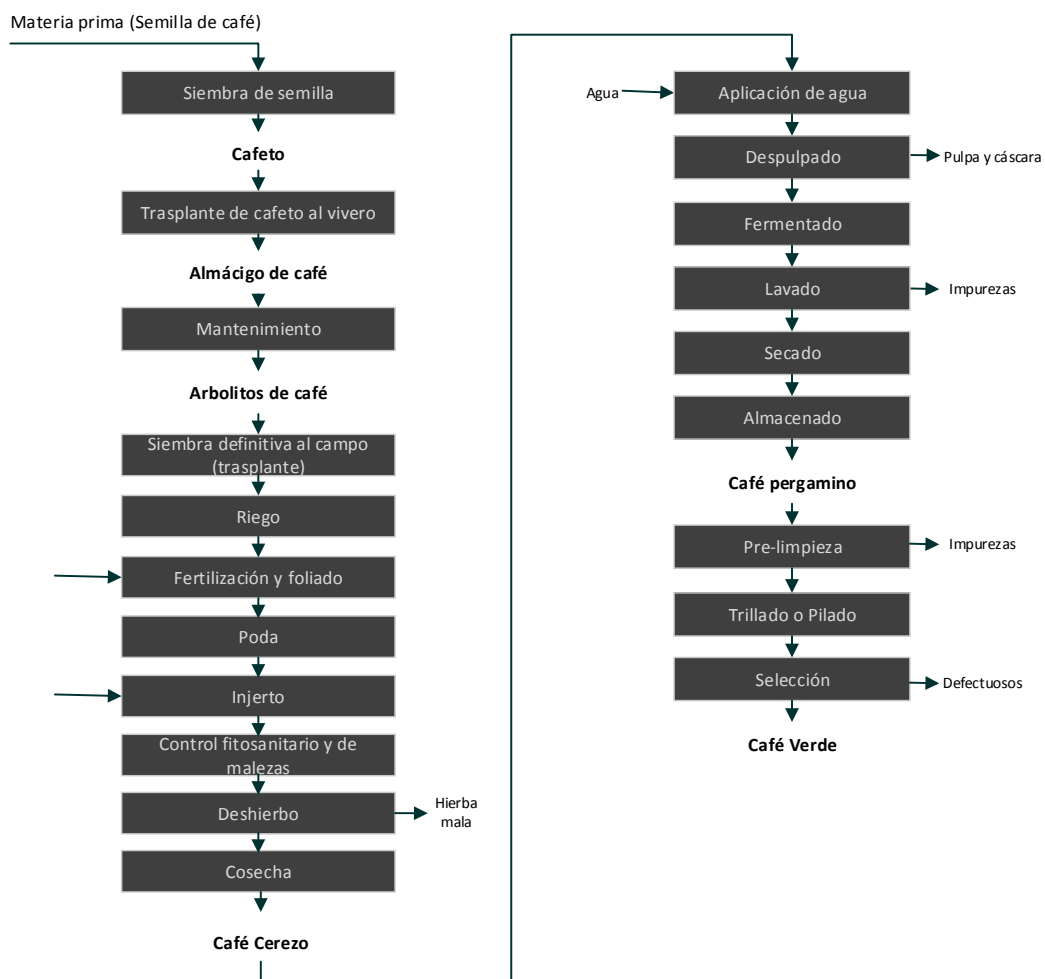 Materia prima (Semilla de café)
Siembra de semilla
Cafeto
Trasplante de cafeto al vivero
Almácigo de café
Mantenimiento
Arbolitos de café
Siembra definitiva al campo
(trasplante)
Riego
Fertilización y foliado
Poda
Injerto
Control fitosanitario y de
malezas
Deshierbo
Hierba
mala
Cosecha
Café Cerezo
Agua
Aplicación de agua
Despulpado
Pulpa y cáscara
Fermentado
Lavado
Impurezas
Secado
Almacenado
Café pergamino
Pre-limpieza
Impurezas
Trillado o Pilado
Selección
Defectuosos
Café Verde